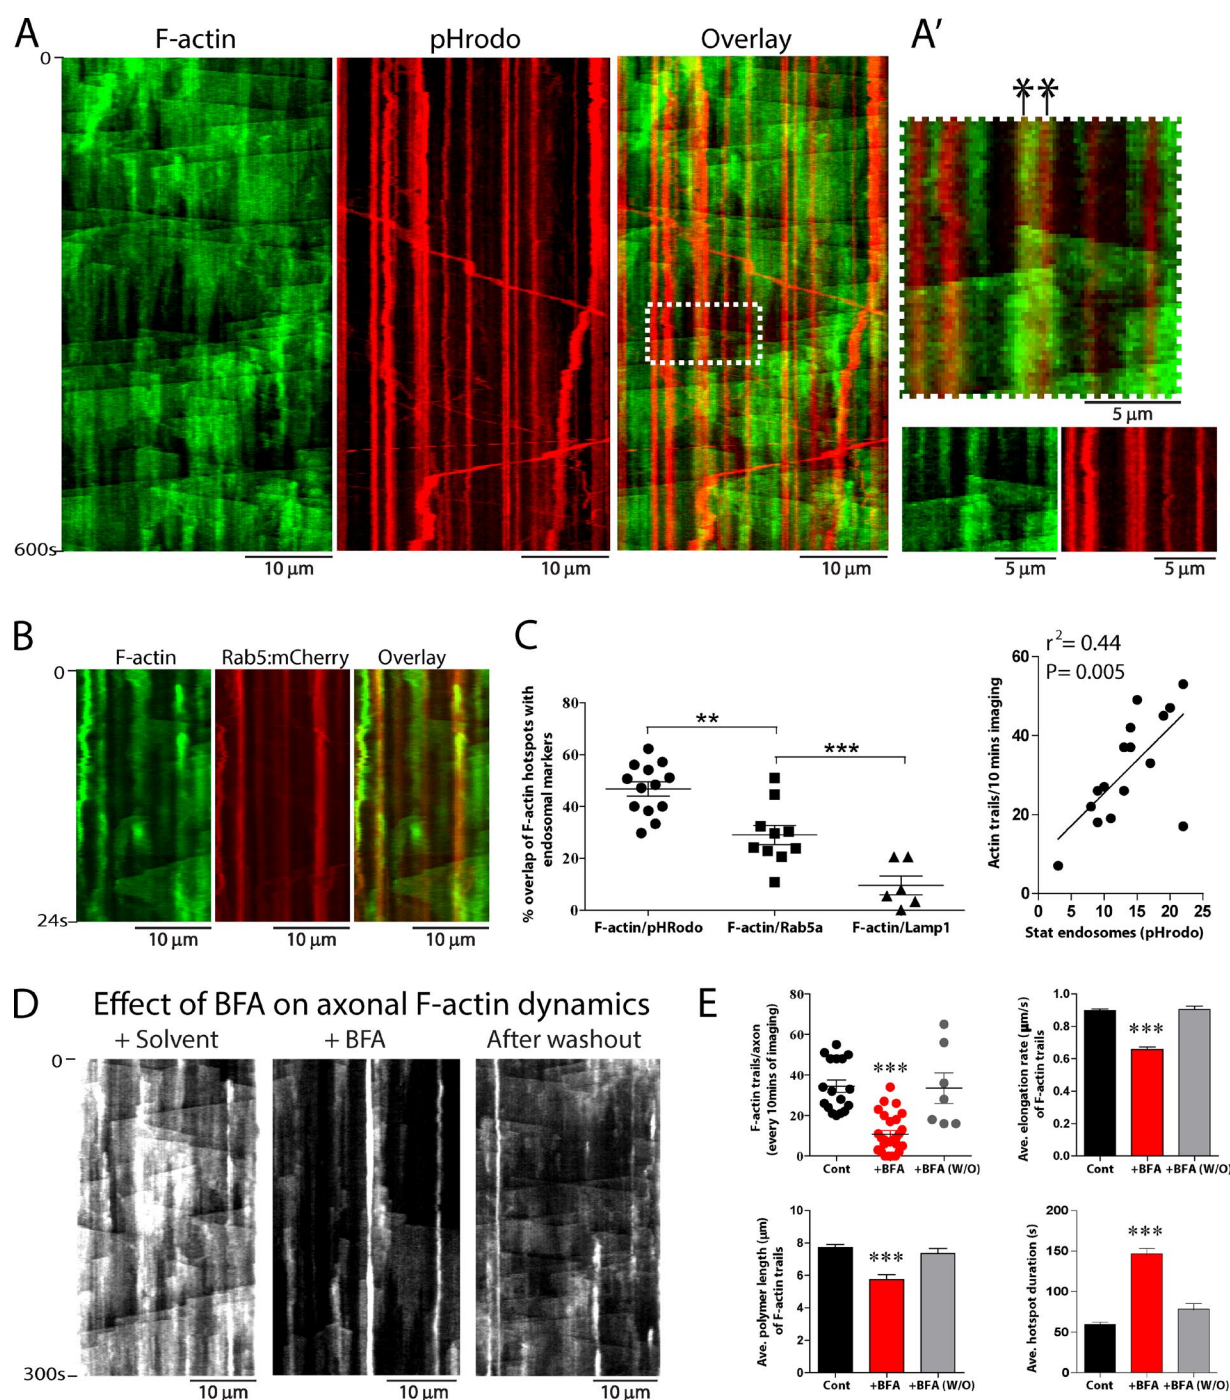 A
F-actin
pHrodo
Overlay
A'
**
0
600s
10 µm
10 µm
10 µm
5 µm
5 µm
5 µm
B
F-actin
Rab5:mCherry
Overlay
0
24s
10 µm
10 µm
10 µm
C
% overlap of F-actin hotspots with
endosomal markers
80
60
40
20
0
**
***
F-actin/pHRodo
F-actin/Rab5a
F-actin/Lamp1
r2= 0.44
P= 0.005
Actin trails/10 mins imaging
60
40
20
0
0
5
10
15
20
25
Stat endosomes (pHrodo)
D
Effect of BFA on axonal F-actin dynamics
+ Solvent
+ BFA
After washout
0
300s
10 µm
10 µm
10 µm
E
F-actin trails/axon
(every 10mins of imaging)
80
60
40
20
0
***
Cont
+BFA
+BFA (W/O)
Ave. elongation rate (µm/s)
of F-actin trails
1.0
0.8
0.6
0.4
0.2
0.0
***
Cont
+BFA
+BFA (W/O)
Ave. polymer length (µm)
of F-actin trails
10
8
6
4
2
0
***
Cont
+BFA
+BFA (W/O)
Ave. hotspot duration (s)
200
150
100
50
0
***
Cont
+BFA
+BFA (W/O)